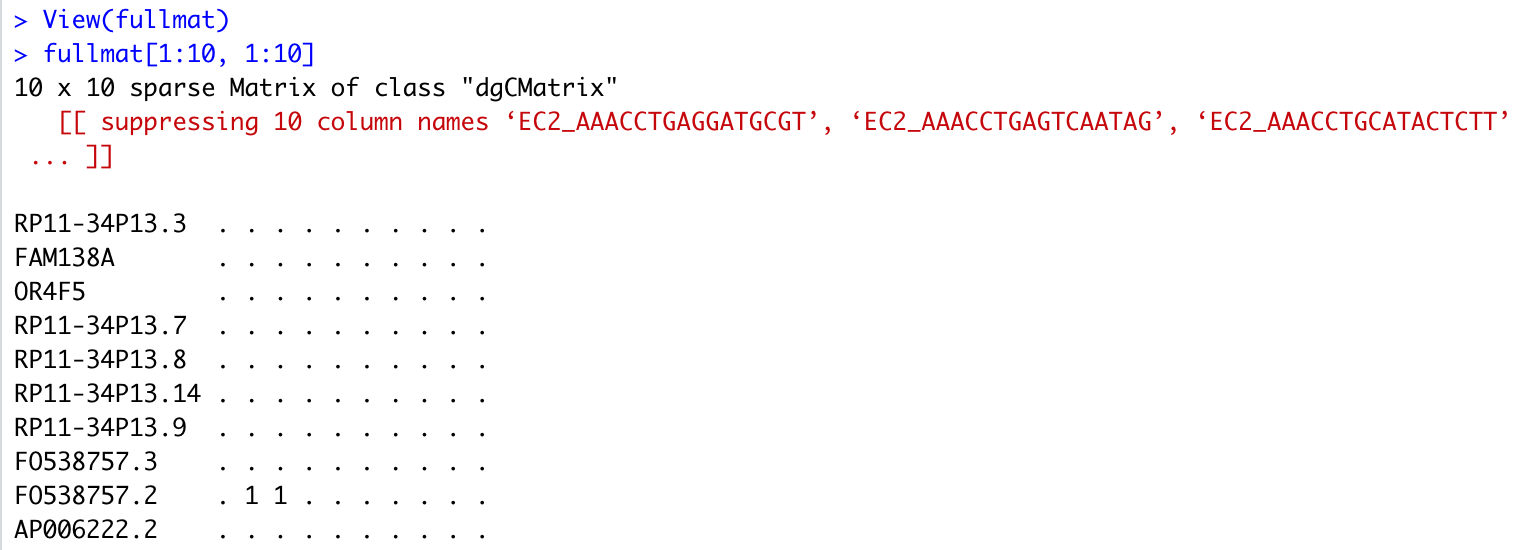 > View(fullmat)
> fullmat[1:10, 1:10]
10 x 10 sparse Matrix of class "dgCMatrix"
   [[ suppressing 10 column names ‘EC2_AAACCTGAGGATGCGT’, ‘EC2_AAACCTGAGTCAATAG’, ‘EC2_AAACCTGCATACTCTT’
 ... ]]
RP11-34P13.3  . . . . . . . . . .
FAM138A       . . . . . . . . . .
OR4F5         . . . . . . . . . .
RP11-34P13.7  . . . . . . . . . .
RP11-34P13.8  . . . . . . . . . .
RP11-34P13.14 . . . . . . . . . .
RP11-34P13.9  . . . . . . . . . .
FO538757.3    . . . . . . . . . .
FO538757.2    . 1 1 . . . . . . .
AP006222.2    . . . . . . . . . .